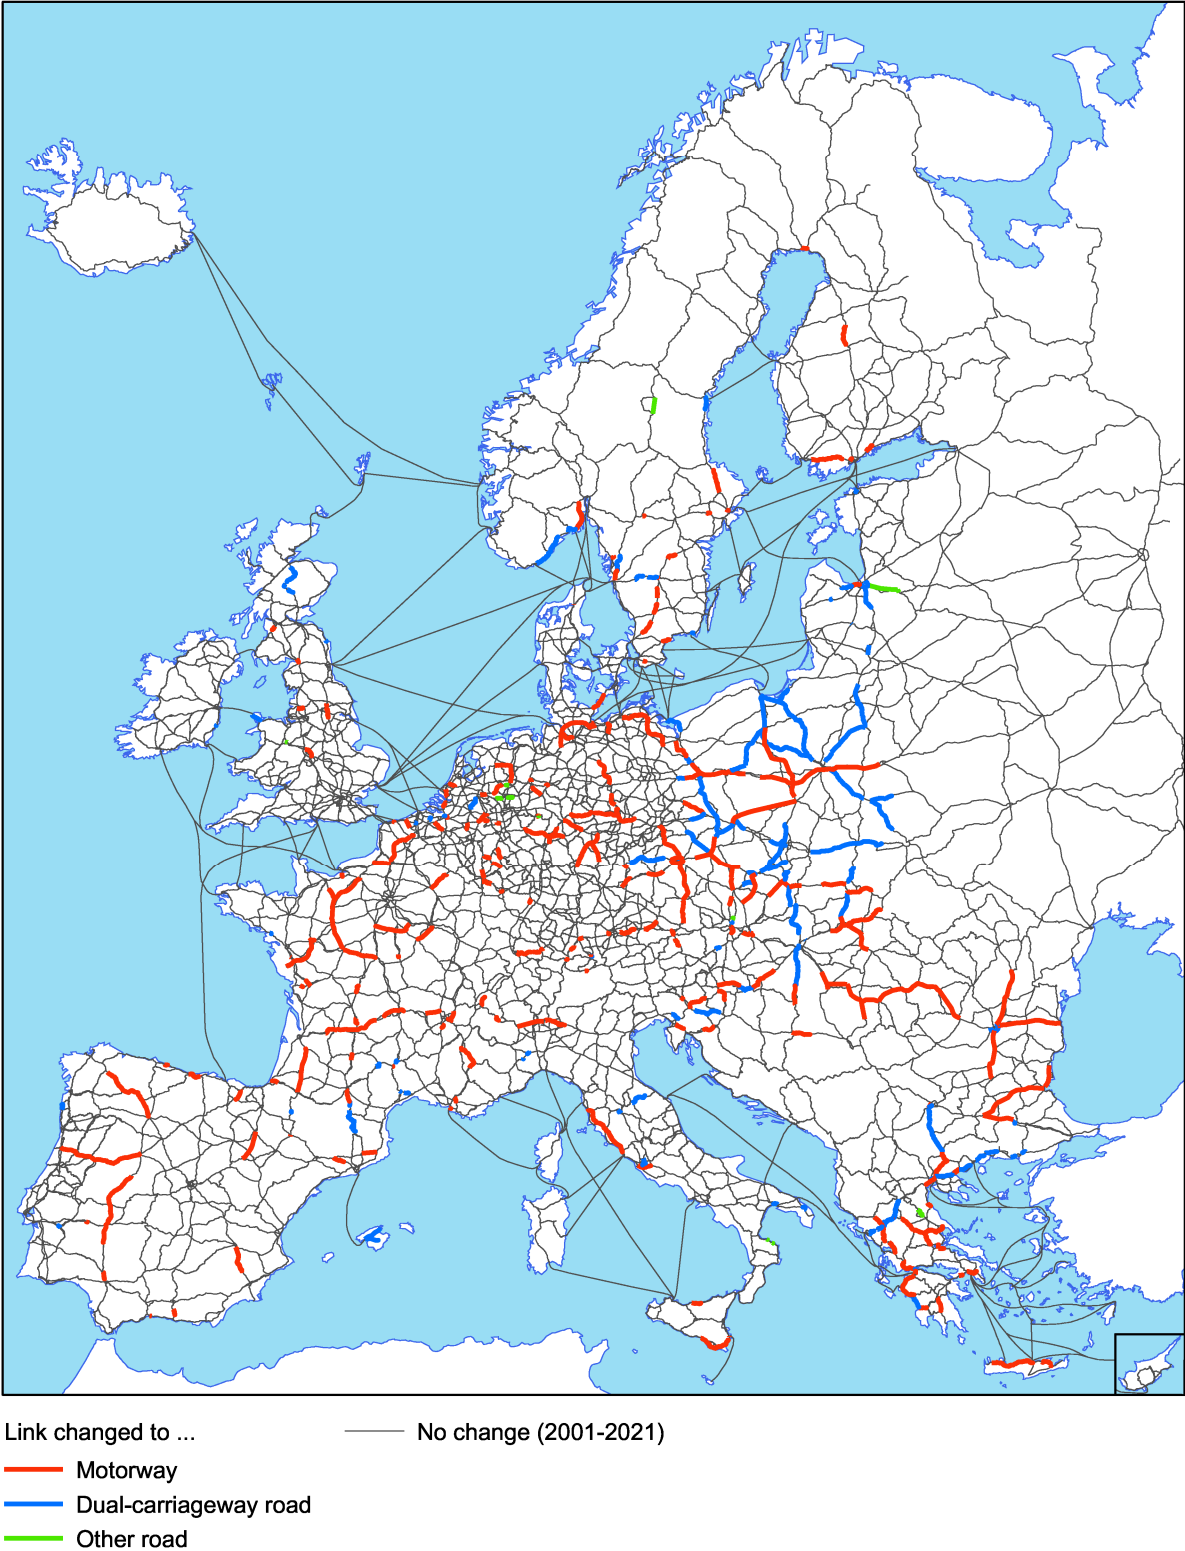 Link changed to ...
No change (2001-2021)
Motorway
Dual-carriageway road
Other road